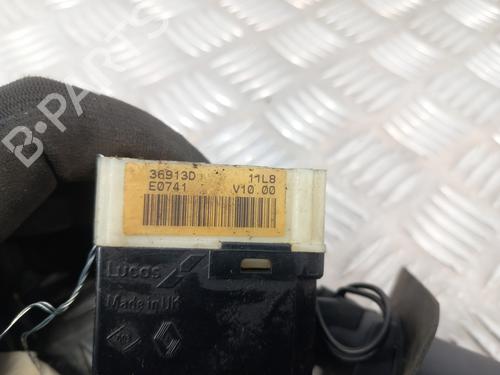 B-PARTS
36913D 11L8
E0741 V10.00
Lucas
Made in UK